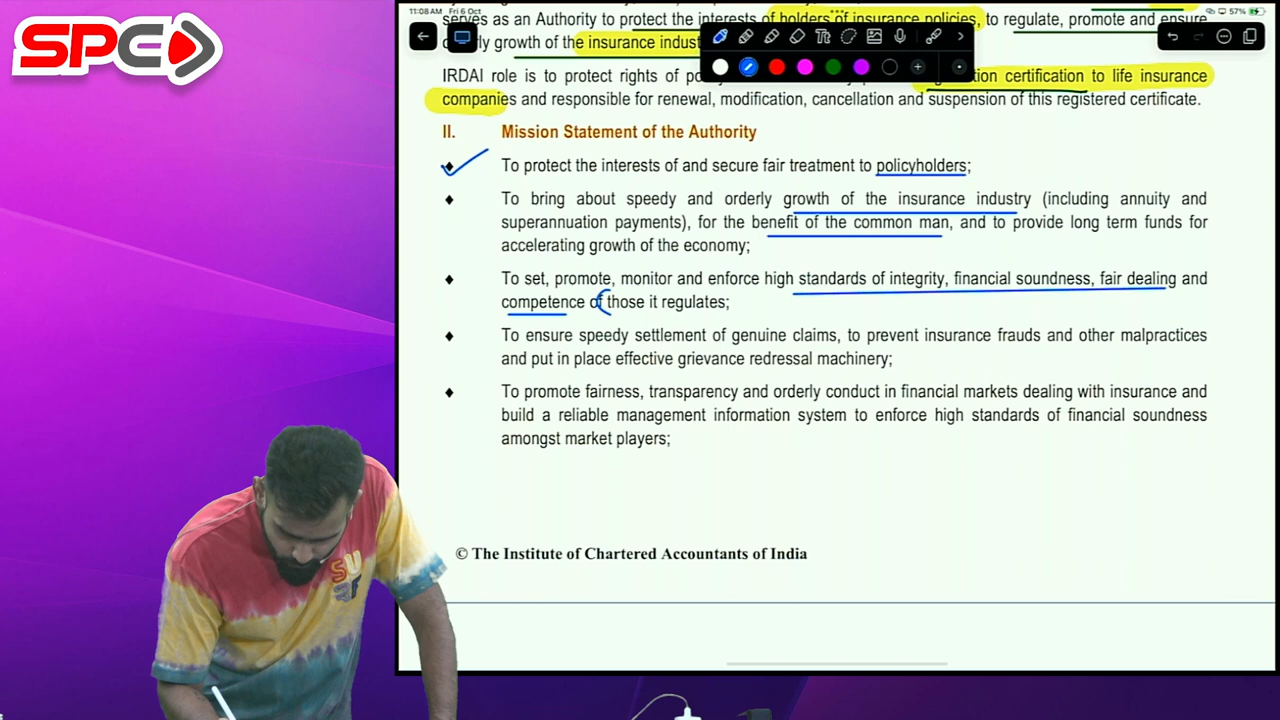 SPC
11:08 AM Fri 6 Oct
57%
serves as an Authority to protect the interests of holders of insurance policies, to regulate, promote and ensure
growth of the insurance
IRDAI role is to protect rights of certification to life insurance
companies and responsible for renewal, modification, cancellation and suspension of this registered certificate.
II. Mission Statement of the Authority
♦ To protect the interests of and secure fair treatment to policyholders;
♦ To bring about speedy and orderly growth of the insurance industry (including annuity and
superannuation payments), for the benefit of the common man, and to provide long term funds for
accelerating growth of the economy;
♦ To set, promote, monitor and enforce high standards of integrity, financial soundness, fair dealing and
competence of those it regulates;
♦ To ensure speedy settlement of genuine claims, to prevent insurance frauds and other malpractices
and put in place effective grievance redressal machinery;
♦ To promote fairness, transparency and orderly conduct in financial markets dealing with insurance and
build a reliable management information system to enforce high standards of financial soundness
amongst market players;
© The Institute of Chartered Accountants of India